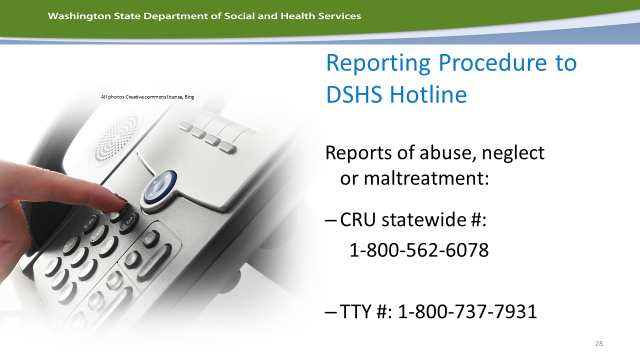 Washington State Department of Social and Health Services
Reporting Procedure to
DSHS Hotline
All photos Creative commons license, Bing
Reports of abuse, neglect
or maltreatment:
– CRU statewide #:
1-800-562-6078
– TTY #: 1-800-737-7931
28